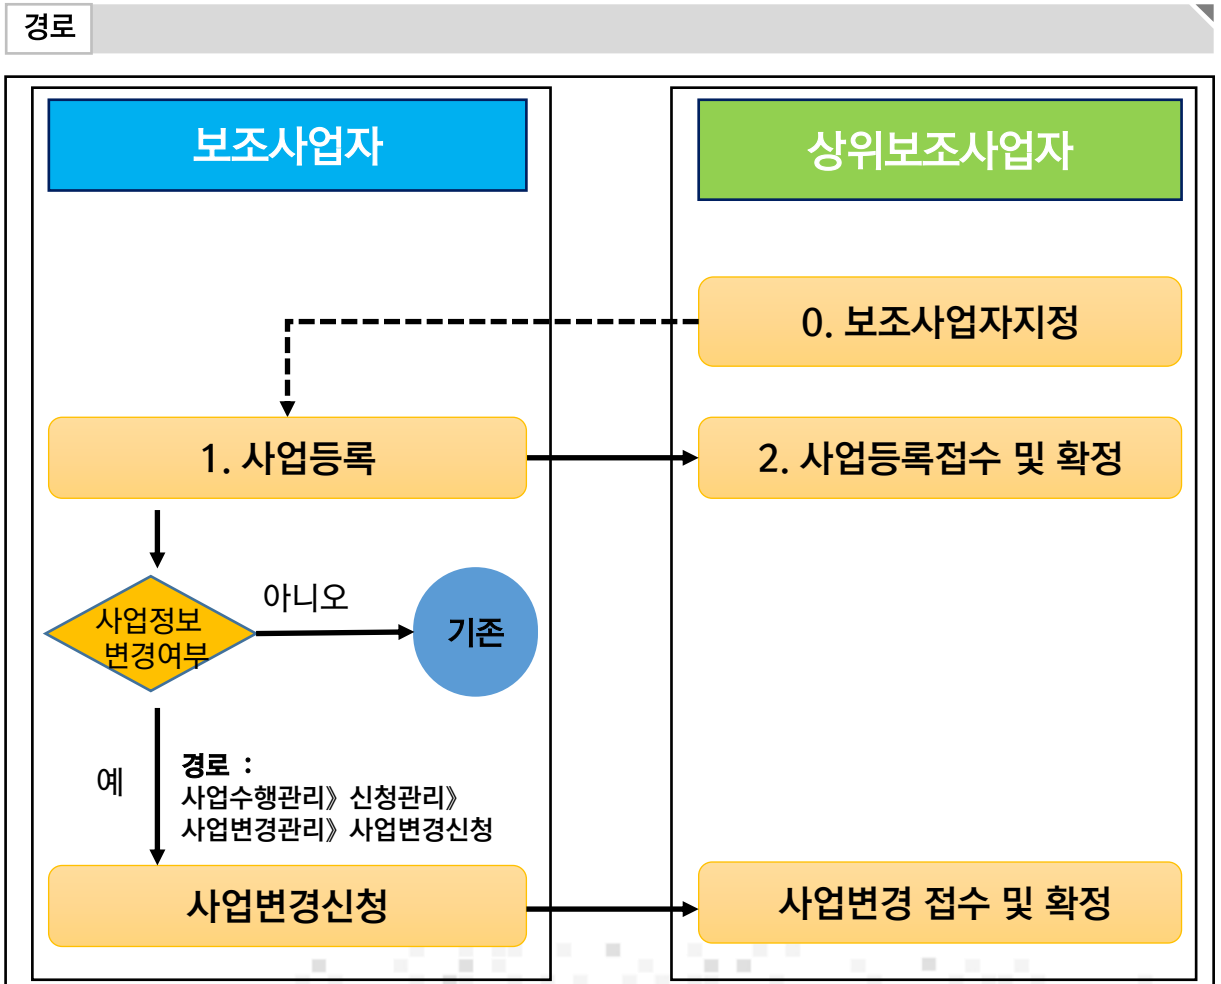 경로
보조사업자
상위보조사업자
0. 보조사업자지정
1. 사업등록
2. 사업등록접수 및 확정
사업정보
변경여부
아니오
기존
예
경로 :
사업수행관리》 신청관리》
사업변경관리》 사업변경신청
사업변경신청
사업변경 접수 및 확정